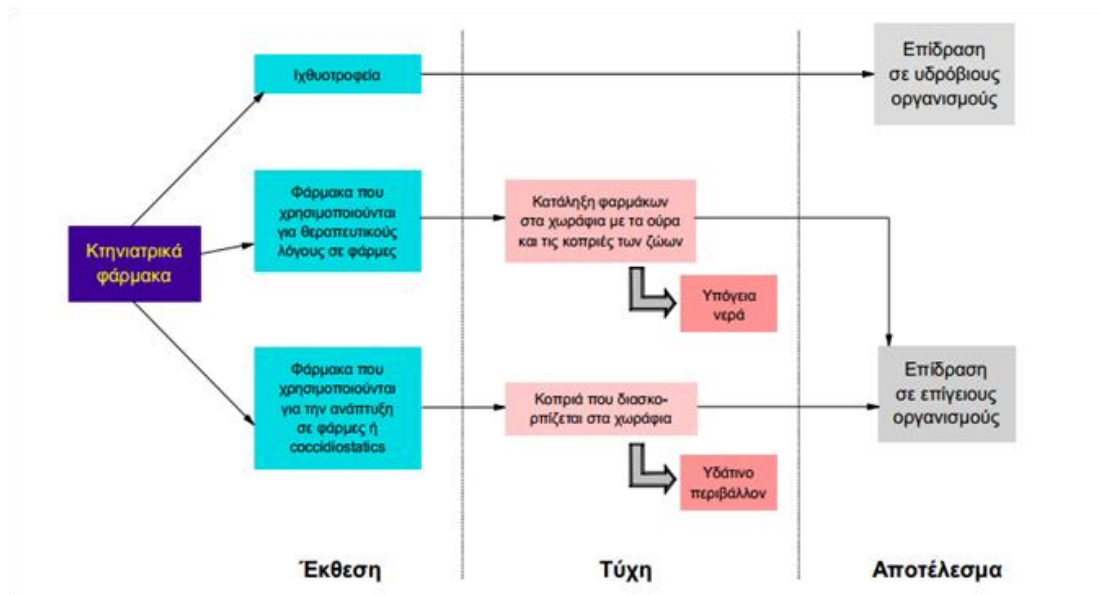 Ιχθυοτροφεία
Επίδραση
σε υδρόβιους
οργανισμούς
Κτηνιατρικά
φάρμακα
Φάρμακα που
χρησιμοποιούνται
για θεραπευτικούς
λόγους σε φάρμες
Κατάληξη φαρμάκων
στα χωράφια με τα ούρα
και τις κοπριές των ζώων
Υπόγεια
νερά
Φάρμακα που
χρησιμοποιούνται
για την ανάπτυξη
σε φάρμες ή
coccidiostatics
Κοπριά που διασκο-
ρπίζεται στα χωράφια
Υδάτινο
περιβάλλον
Επίδραση
σε επίγειους
οργανισμούς
Έκθεση
Τύχη
Αποτέλεσμα